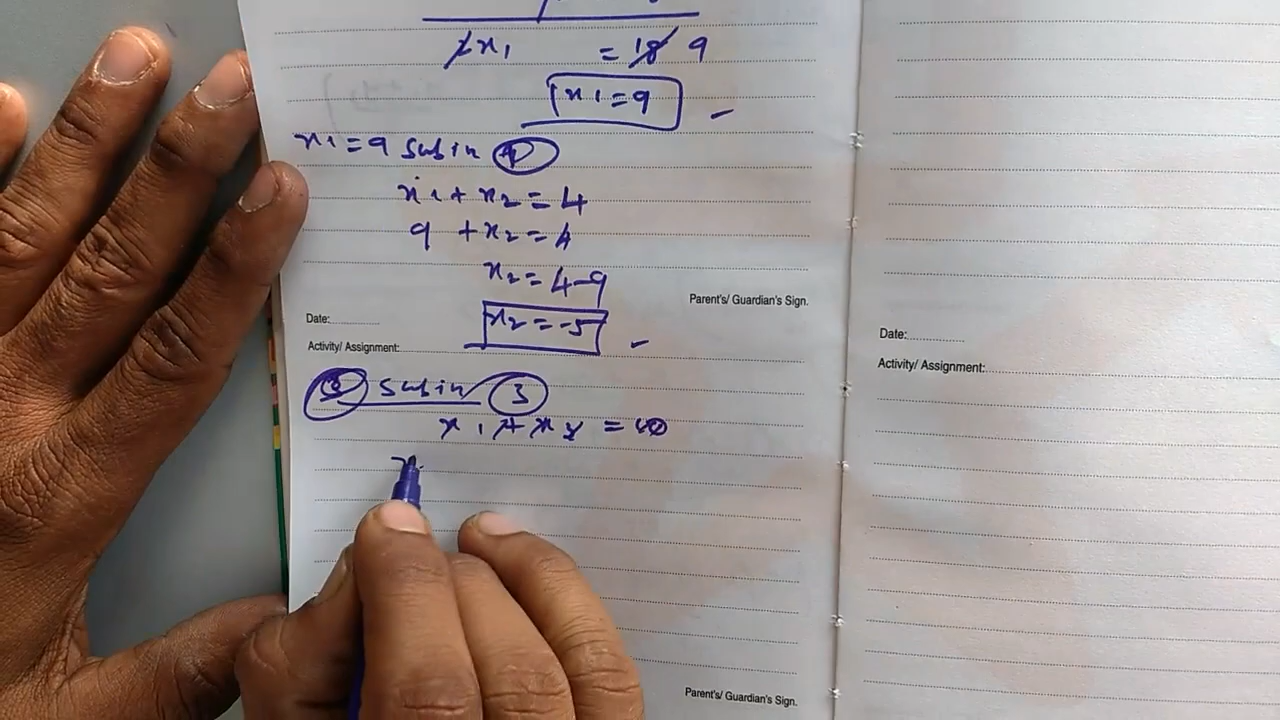 x1 = 18 9
x1 = 9
x1 = 9 sub in 4
x1 + x2 = 4
9 + x2 = 4
x2 = 4-9
Parent's/ Guardian's Sign.
Date:
x2 = -5
Activity/ Assignment:
sub in 3
x1 + x2 = 10
Parent's/ Guardian's Sign.
Date:
Activity/ Assignment: